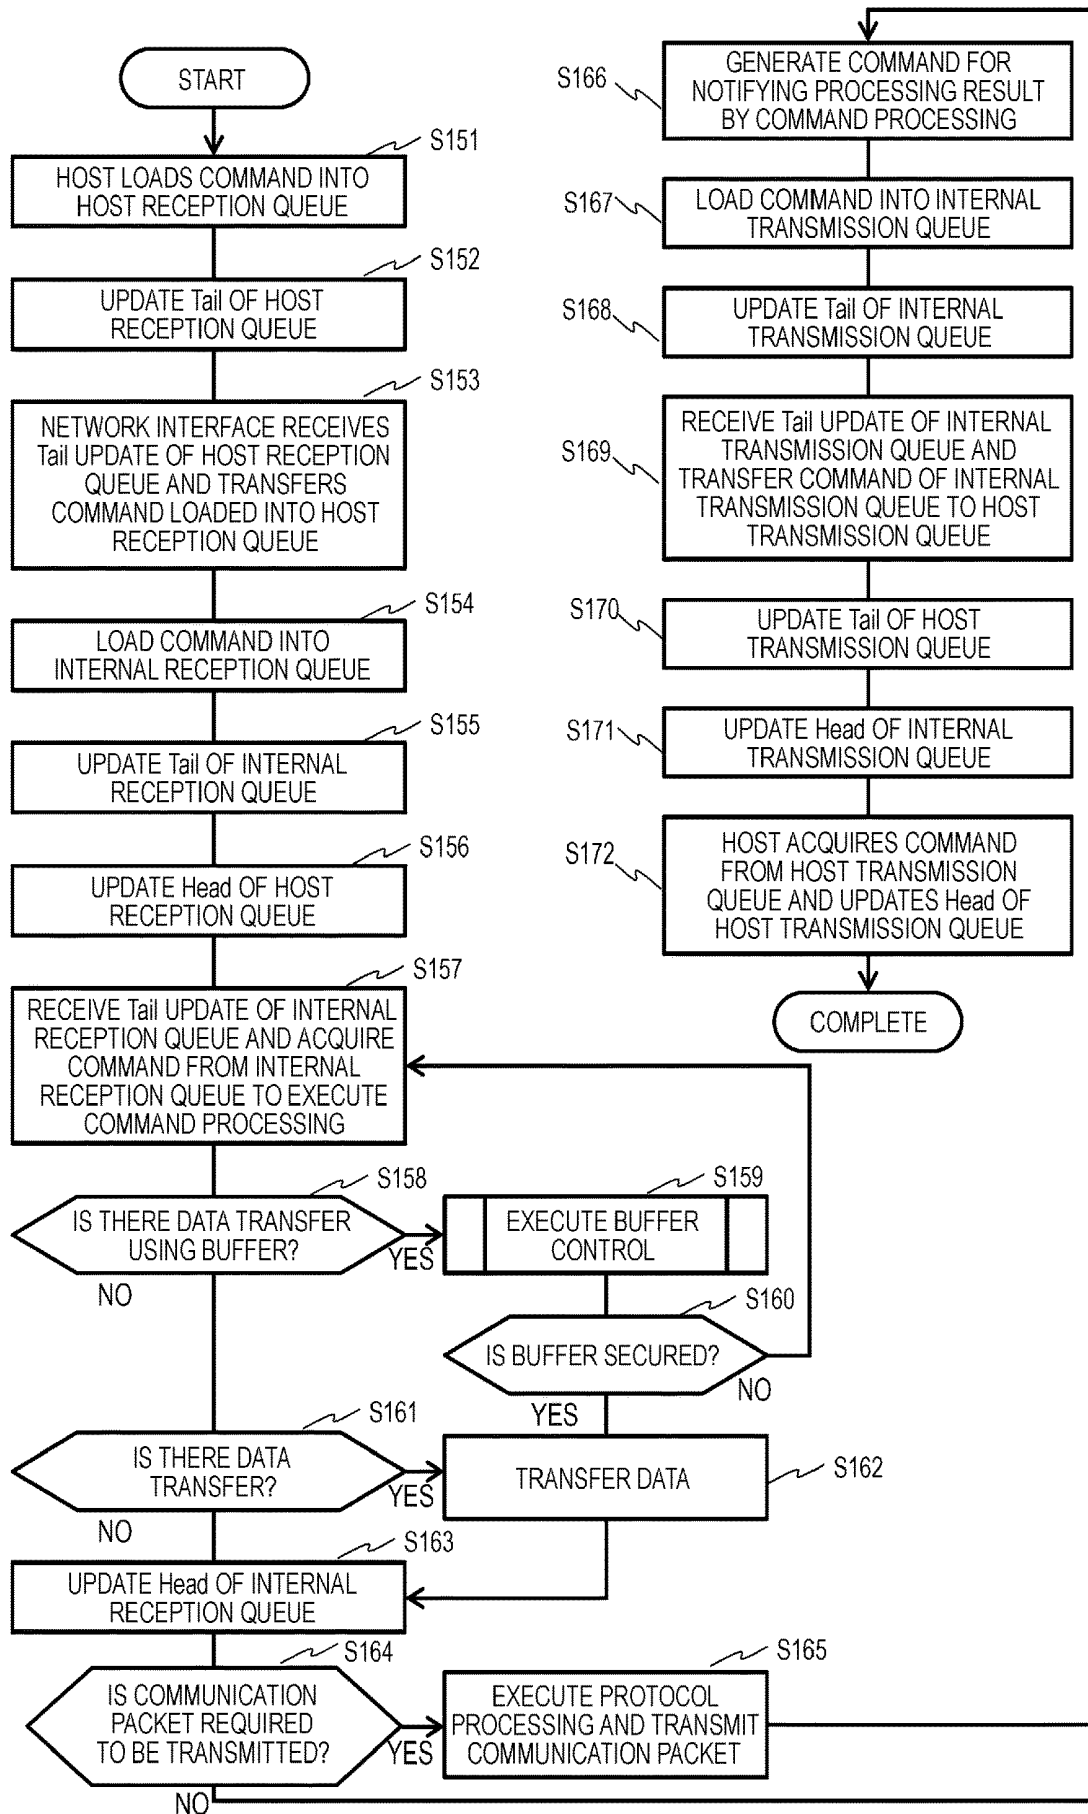 START
S151
HOST LOADS COMMAND INTO
HOST RECEPTION QUEUE
S152
UPDATE Tail OF HOST
RECEPTION QUEUE
S153
NETWORK INTERFACE RECEIVES
Tail UPDATE OF HOST RECEPTION
QUEUE AND TRANSFERS
COMMAND LOADED INTO HOST
RECEPTION QUEUE
S154
LOAD COMMAND INTO
INTERNAL RECEPTION QUEUE
S155
UPDATE Tail OF INTERNAL
RECEPTION QUEUE
S156
UPDATE Head OF HOST
RECEPTION QUEUE
S157
RECEIVE Tail UPDATE OF INTERNAL
RECEPTION QUEUE AND ACQUIRE
COMMAND FROM INTERNAL
RECEPTION QUEUE TO EXECUTE
COMMAND PROCESSING
S158
IS THERE DATA TRANSFER
USING BUFFER?
YES
NO
S159
EXECUTE BUFFER
CONTROL
S160
IS BUFFER SECURED?
NO
YES
S161
IS THERE DATA
TRANSFER?
YES
NO
TRANSFER DATA
S162
S163
UPDATE Head OF INTERNAL
RECEPTION QUEUE
S164
IS COMMUNICATION
PACKET REQUIRED
TO BE TRANSMITTED?
YES
NO
S165
EXECUTE PROTOCOL
PROCESSING AND TRANSMIT
COMMUNICATION PACKET
S166
GENERATE COMMAND FOR
NOTIFYING PROCESSING RESULT
BY COMMAND PROCESSING
S167
LOAD COMMAND INTO INTERNAL
TRANSMISSION QUEUE
S168
UPDATE Tail OF INTERNAL
TRANSMISSION QUEUE
S169
RECEIVE Tail UPDATE OF INTERNAL
TRANSMISSION QUEUE AND
TRANSFER COMMAND OF INTERNAL
TRANSMISSION QUEUE TO HOST
TRANSMISSION QUEUE
S170
UPDATE Tail OF HOST
TRANSMISSION QUEUE
S171
UPDATE Head OF INTERNAL
TRANSMISSION QUEUE
S172
HOST ACQUIRES COMMAND
FROM HOST TRANSMISSION
QUEUE AND UPDATES Head OF
HOST TRANSMISSION QUEUE
COMPLETE